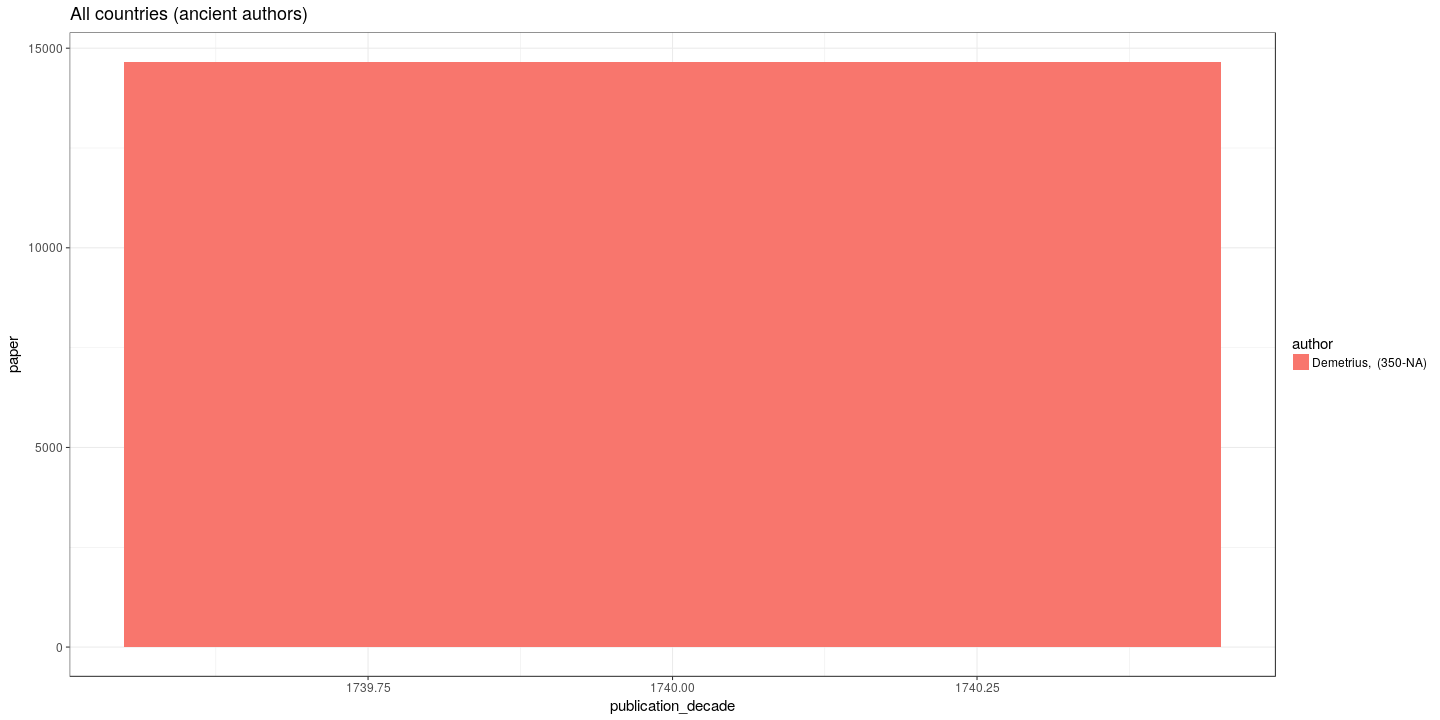 All countries (ancient authors)
15000
10000
5000
0
paper
1739.75
1740.00
1740.25
publication_decade
author
Demetrius,  (350-NA)